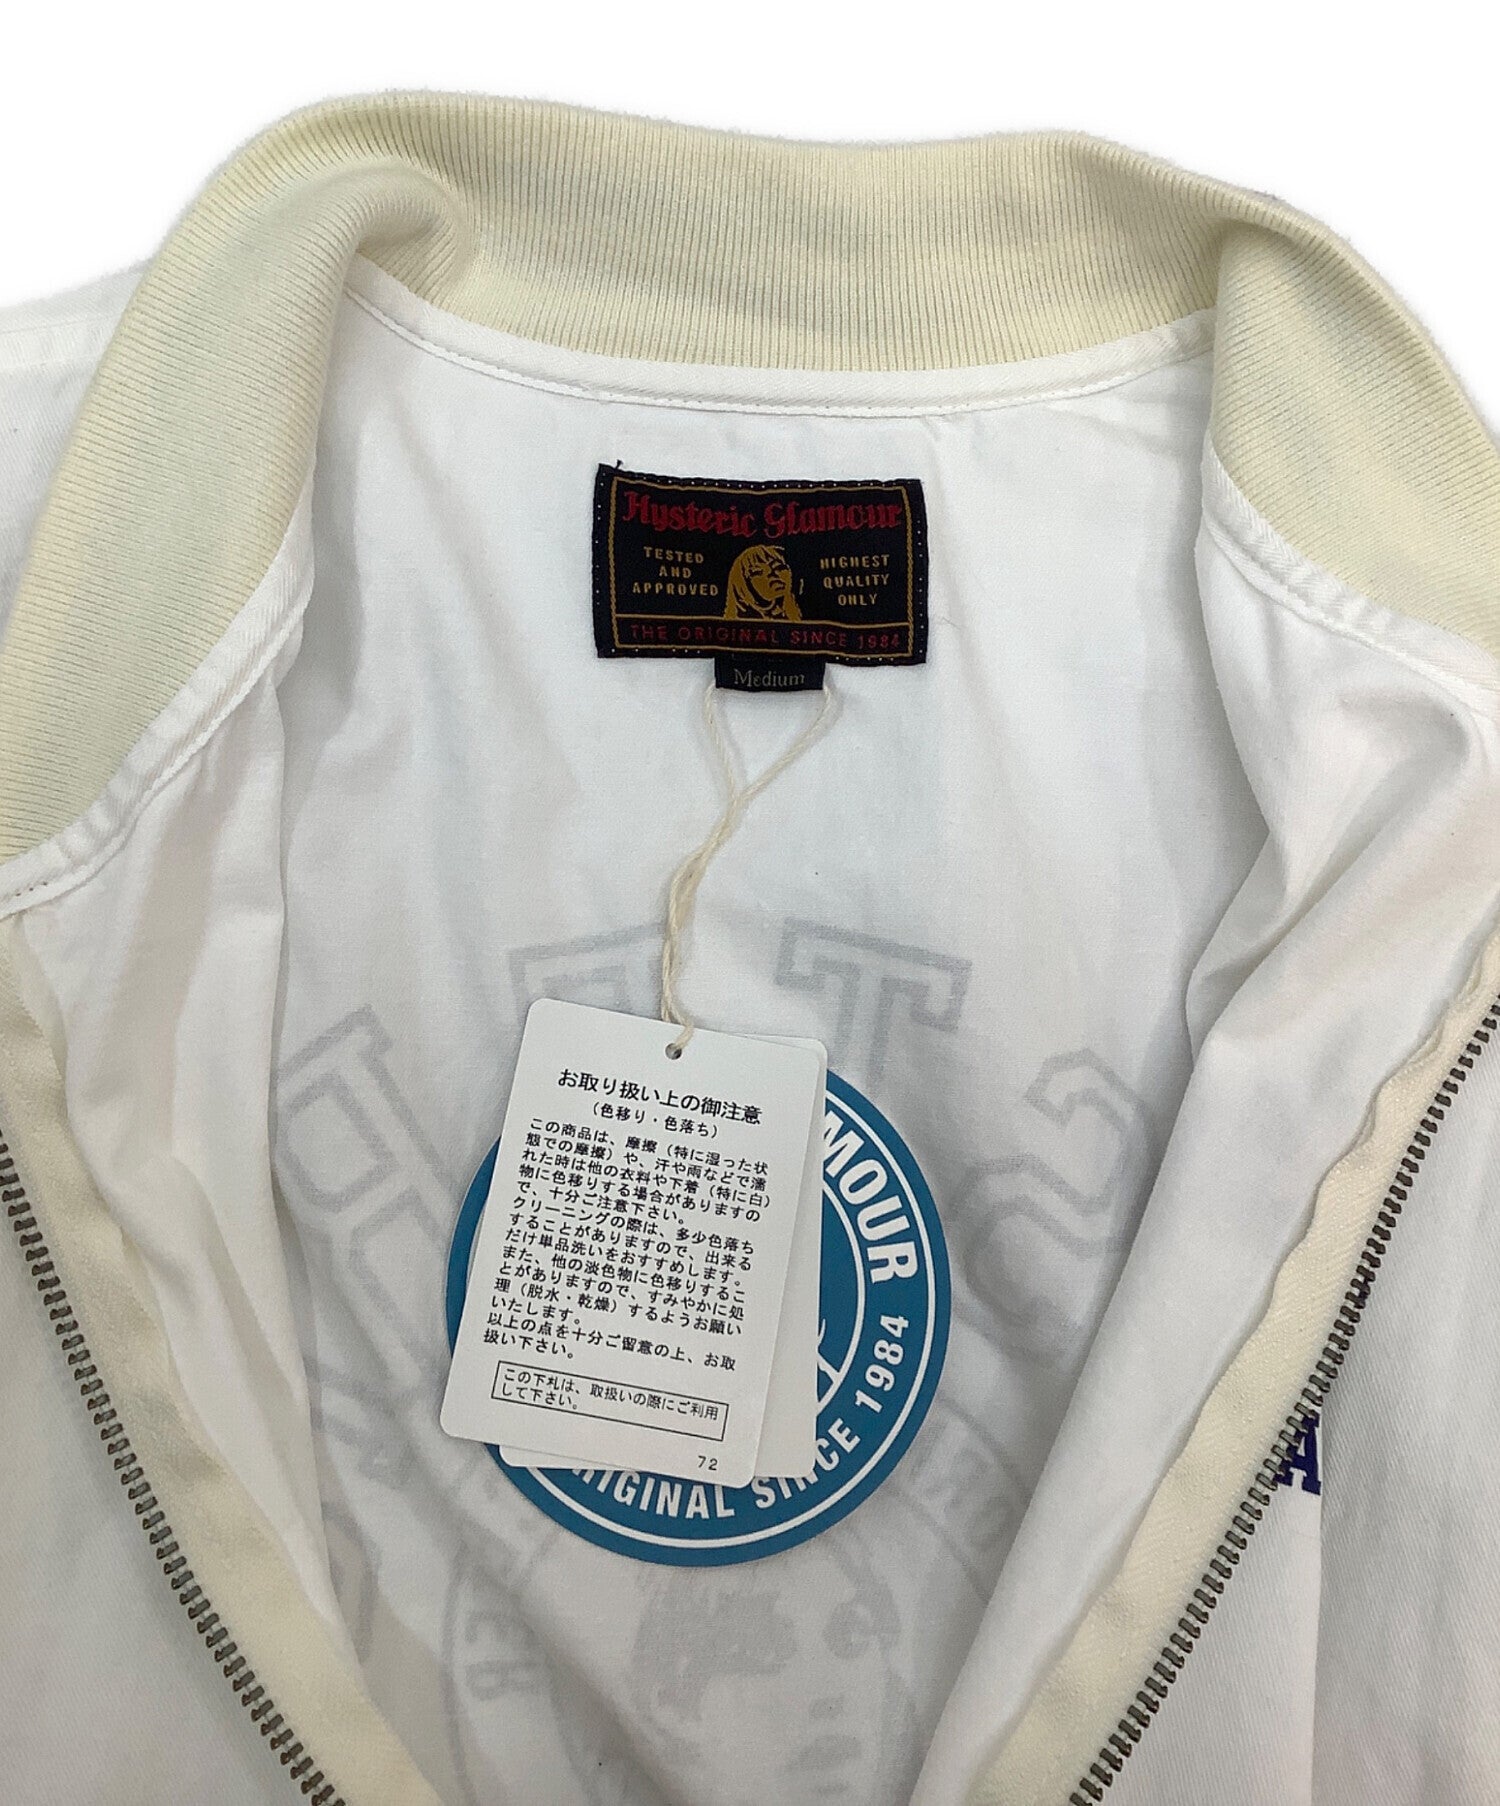 Hysteric Glamour
TESTED
AND
APPROVED
HIGHEST
QUALITY
ONLY
THE ORIGINAL SINCE 1984
Medium
お取り扱い上の御注意
（色移り・色落ち）
この商品は、摩擦（特に湿った状
態での摩擦）や、汗や雨などで濡
れた時は他の衣料や下着（特に白）
物に色移りする場合がありますの
で、十分ご注意下さい。
クリーニングの際は、多少色落ち
することがありますので、出来る
だけ単品洗いをおすすめします。
また、他の淡色物に色移りするこ
とがありますので、すみやかに処
理（脱水・乾燥）するようお願い
いたします。
以上の点を十分ご留意の上、お取
扱い下さい。
この下札は、取扱いの際にご利用
して下さい。
72
MOUR
ORIGINAL SINCE 1984
A